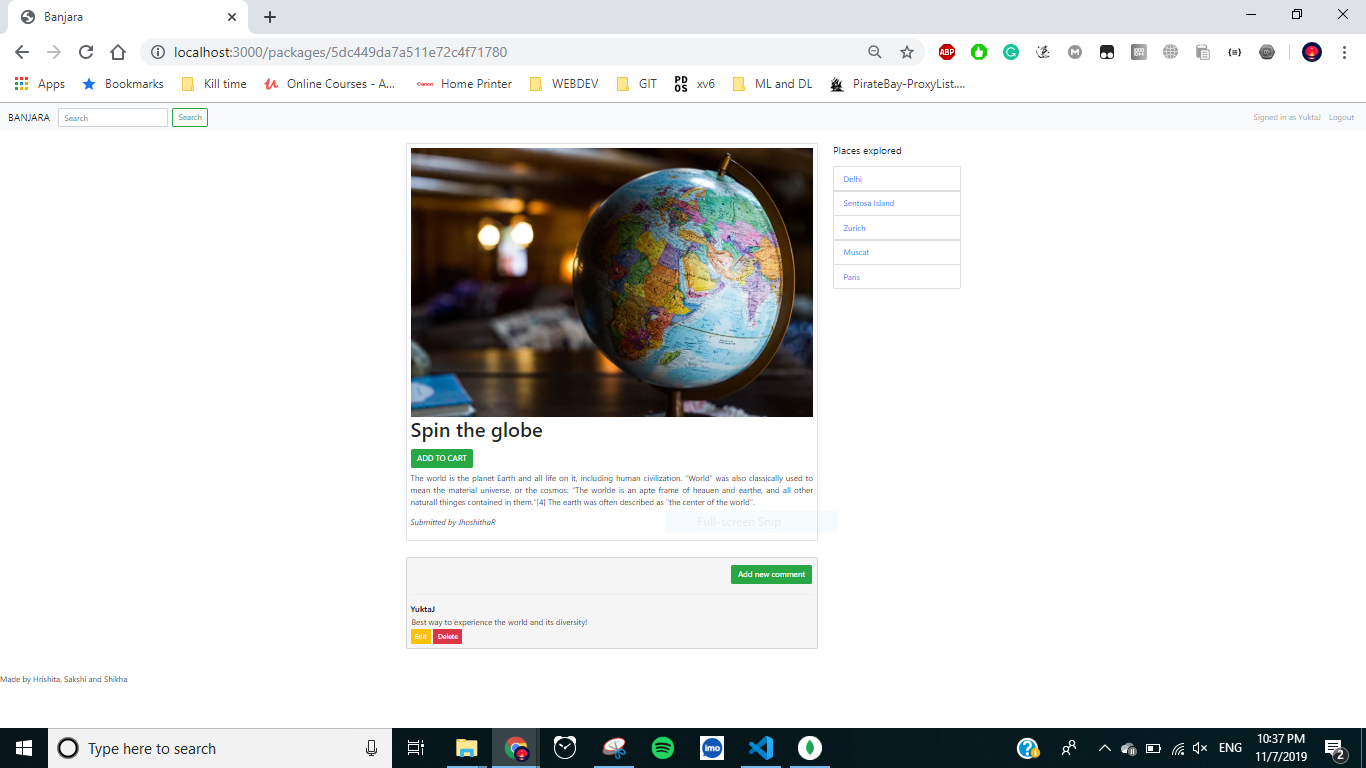 Banjara
localhost:3000/packages/5dc449da7a511e72c4f71780
ABP
Apps
Bookmarks
Kill time
Online Courses - A...
Canon
Home Printer
WEBDEV
GIT
PD
OS
xv6
ML and DL
PirateBay-ProxyList....
BANJARA
Search
Search
Signed in as YuktaJ
Logout
Places explored
Delhi
Sentosa Island
Zurich
Muscat
Paris
Spin the globe
ADD TO CART
The world is the planet Earth and all life on it, including human civilization. "World" was also classically used to
mean the material universe, or the cosmos: "The worlde is an apte frame of heauen and earthe, and all other
naturall thinges contained in them."[4] The earth was often described as "the center of the world".
Submitted by JhoshithaR
Full-screen Snip
Add new comment
YuktaJ
Best way to experience the world and its diversity!
Edit
Delete
Made by Hrishita, Sakshi and Shikha
Type here to search
imo
ENG
10:37 PM
11/7/2019
2